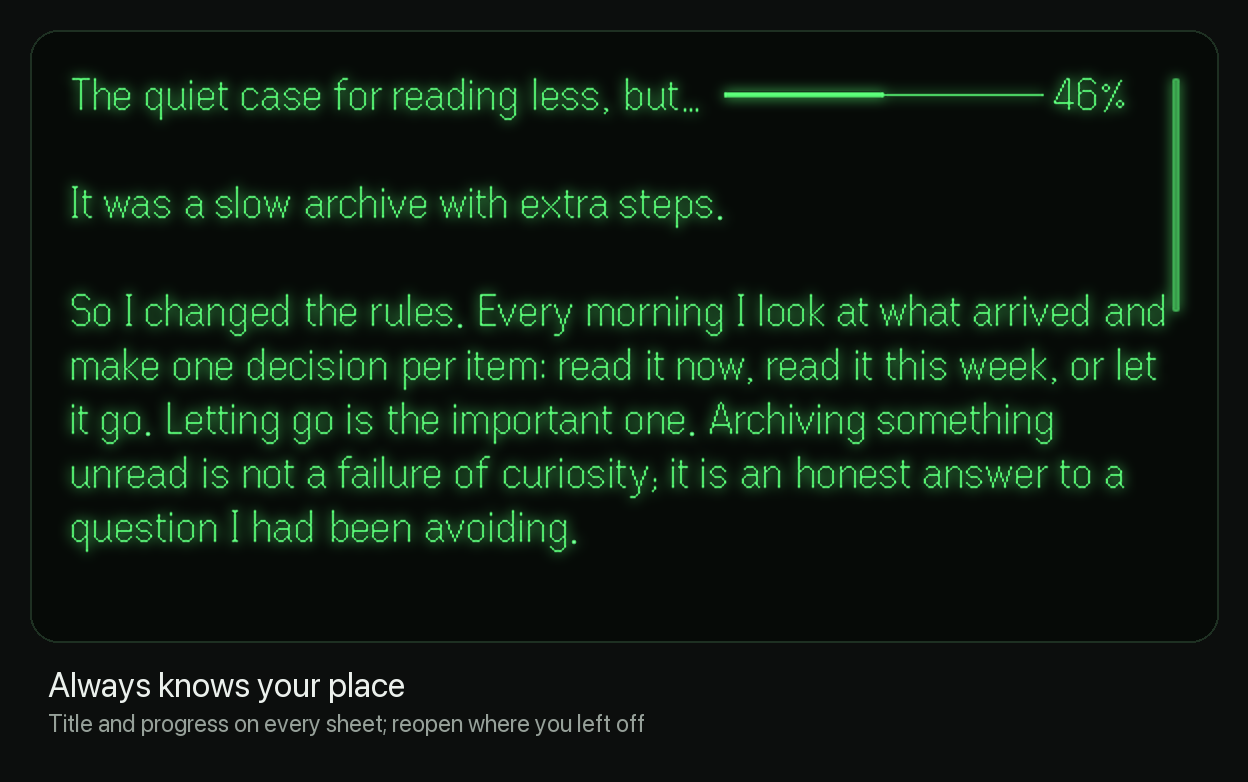 The quiet case for reading less, but… 46%
It was a slow archive with extra steps.
So I changed the rules. Every morning I look at what arrived and
make one decision per item: read it now, read it this week, or let
it go. Letting go is the important one. Archiving something
unread is not a failure of curiosity; it is an honest answer to a
question I had been avoiding.
Always knows your place
Title and progress on every sheet; reopen where you left off